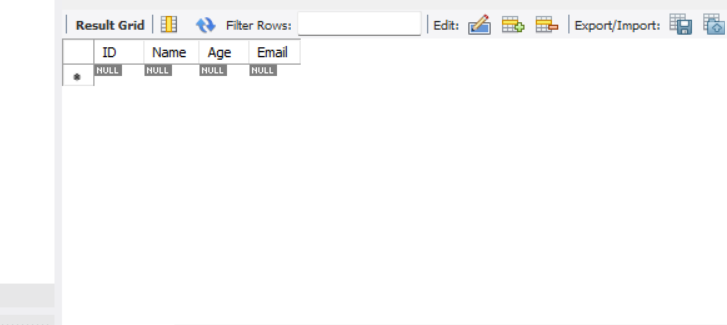 Result Grid Filter Rows: Edit: Export/Import:
ID Name Age Email
NULL NULL NULL NULL